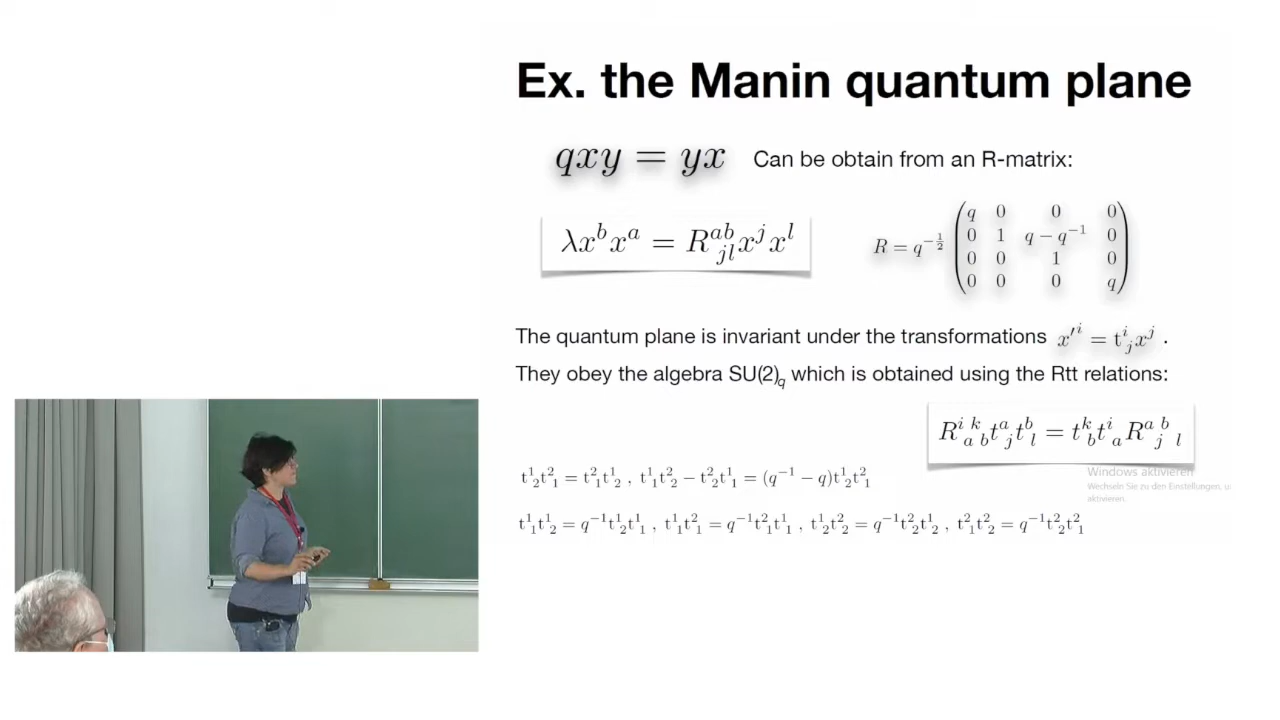 Ex. the Manin quantum plane
qxy = yx Can be obtain from an R-matrix:
λx^b x^a = R^{ab}_{jl} x^j x^l
R = q^{-1/2} (q 0 0 0
0 1 q − q^{-1} 0
0 0 1 0
0 0 0 q)
The quantum plane is invariant under the transformations x'^i = t^i_j x^j .
They obey the algebra SU(2)_q which is obtained using the Rtt relations:
R^{i k}_{a b} t^a_j t^b_l = t^k_b t^i_a R^{a b}_{j l}
Windows aktivieren
Wechseln Sie zu den Einstellungen, u
aktivieren.
t^1_2 t^2_1 = t^2_1 t^1_2 , t^1_1 t^2_2 − t^2_2 t^1_1 = (q^{-1} − q) t^1_2 t^2_1
t^1_1 t^1_2 = q^{-1} t^1_2 t^1_1 , t^1_1 t^2_1 = q^{-1} t^2_1 t^1_1 , t^1_2 t^2_2 = q^{-1} t^2_2 t^1_2 , t^2_1 t^2_2 = q^{-1} t^2_2 t^2_1